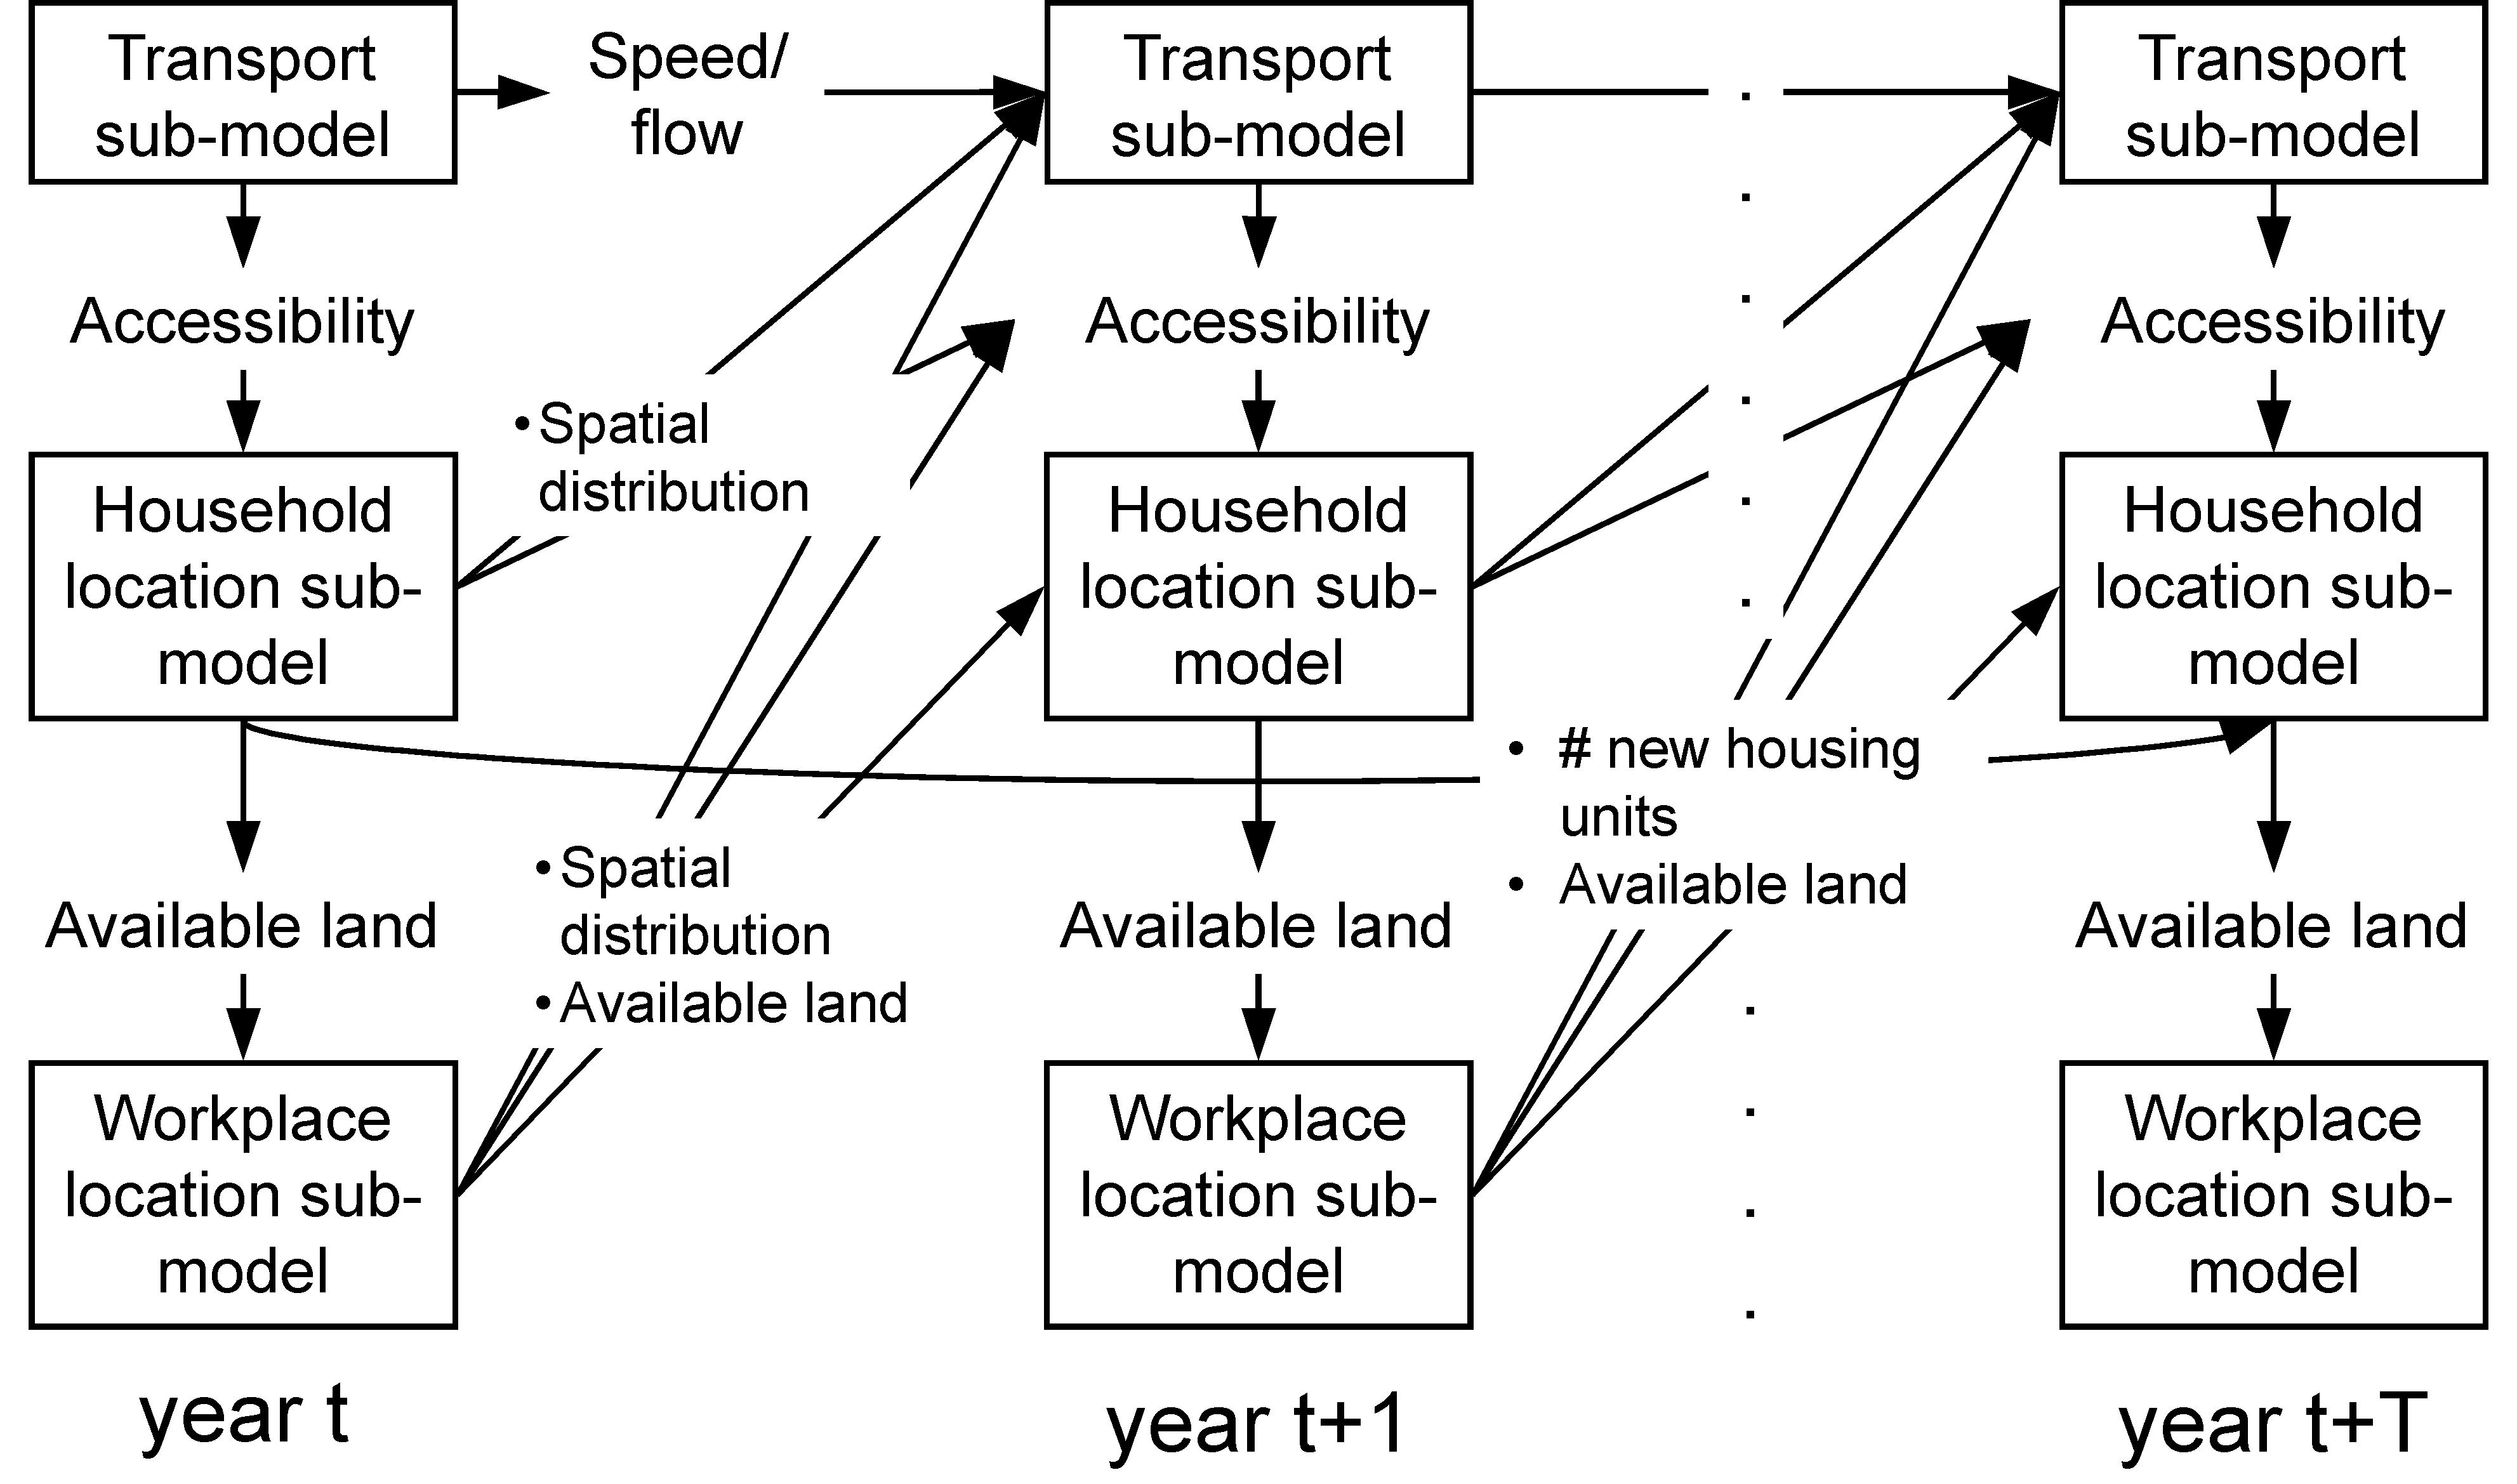 Transport
sub-model
Speed/
flow
Transport
sub-model
Transport
sub-model
Accessibility
Accessibility
Accessibility
• Spatial
distribution
Household
location sub-
model
Household
location sub-
model
Household
location sub-
model
• # new housing
units
• Available land
• Spatial
distribution
• Available land
Available land
Available land
Available land
Workplace
location sub-
model
Workplace
location sub-
model
Workplace
location sub-
model
year t
year t+1
year t+T